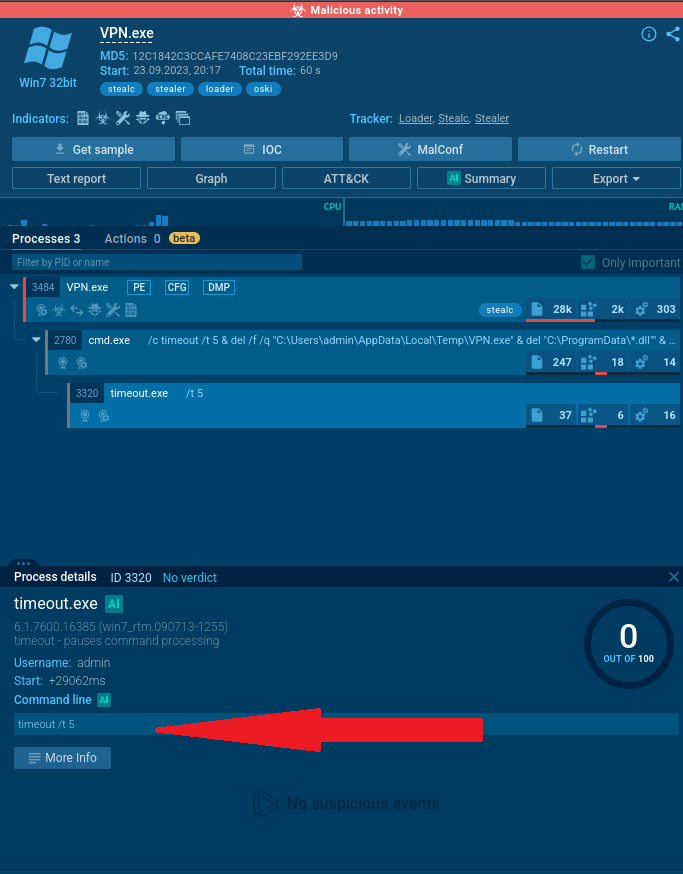 Malicious activity
VPN.exe
MD5: 12C1842C3CCAFE7408C23EBF292EE3D9
Start: 23.09.2023, 20:17 Total time: 60 s
Win7 32bit
stealc stealer loader oski
Indicators: Tracker: Loader, Stealc, Stealer
Get sample IOC MalConf Restart
Text report Graph ATT&CK AI Summary Export
CPU RAM
Processes 3 Actions 0 beta
Filter by PID or name Only important
3484 VPN.exe PE CFG DMP
stealc 28k 2k 303
2780 cmd.exe /c timeout /t 5 & del /f /q "C:\Users\admin\AppData\Local\Temp\VPN.exe" & del "C:\ProgramData\*.dll"" & ...
247 18 14
3320 timeout.exe /t 5
37 6 16
Process details ID 3320 No verdict
timeout.exe AI
6.1.7600.16385 (win7_rtm.090713-1255)
timeout - pauses command processing
0
OUT OF 100
Username: admin
Start: +29062ms
Command line AI
timeout /t 5
More Info
No suspicious events